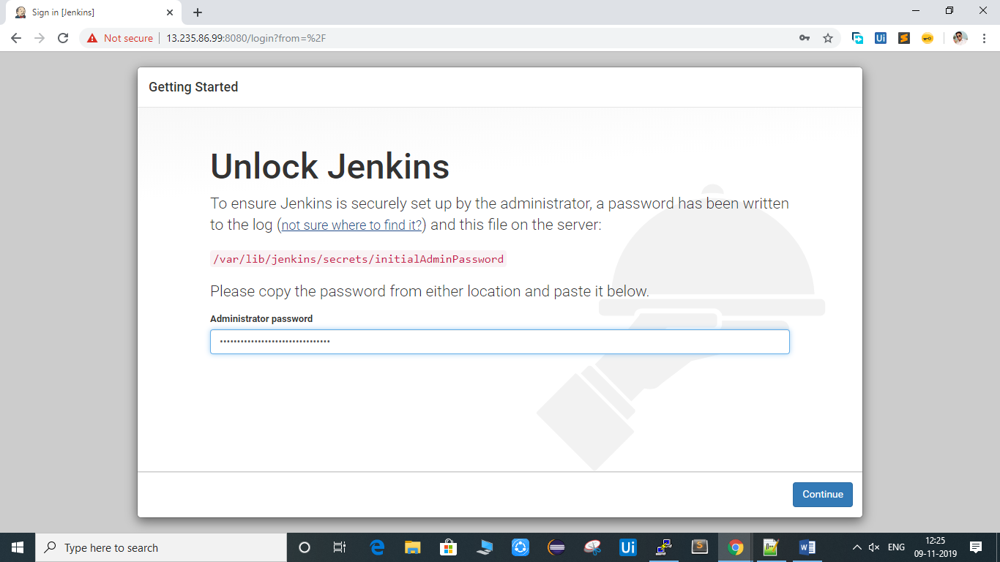 Sign in [Jenkins]
Not secure
13.235.86.99:8080/login?from=%2F
Ui
Getting Started
Unlock Jenkins
To ensure Jenkins is securely set up by the administrator, a password has been written
to the log (not sure where to find it?) and this file on the server:
/var/lib/jenkins/secrets/initialAdminPassword
Please copy the password from either location and paste it below.
Administrator password
••••••••••••••••••••••••••••••••
Continue
Type here to search
Ui
S
W
ENG
12:25
09-11-2019